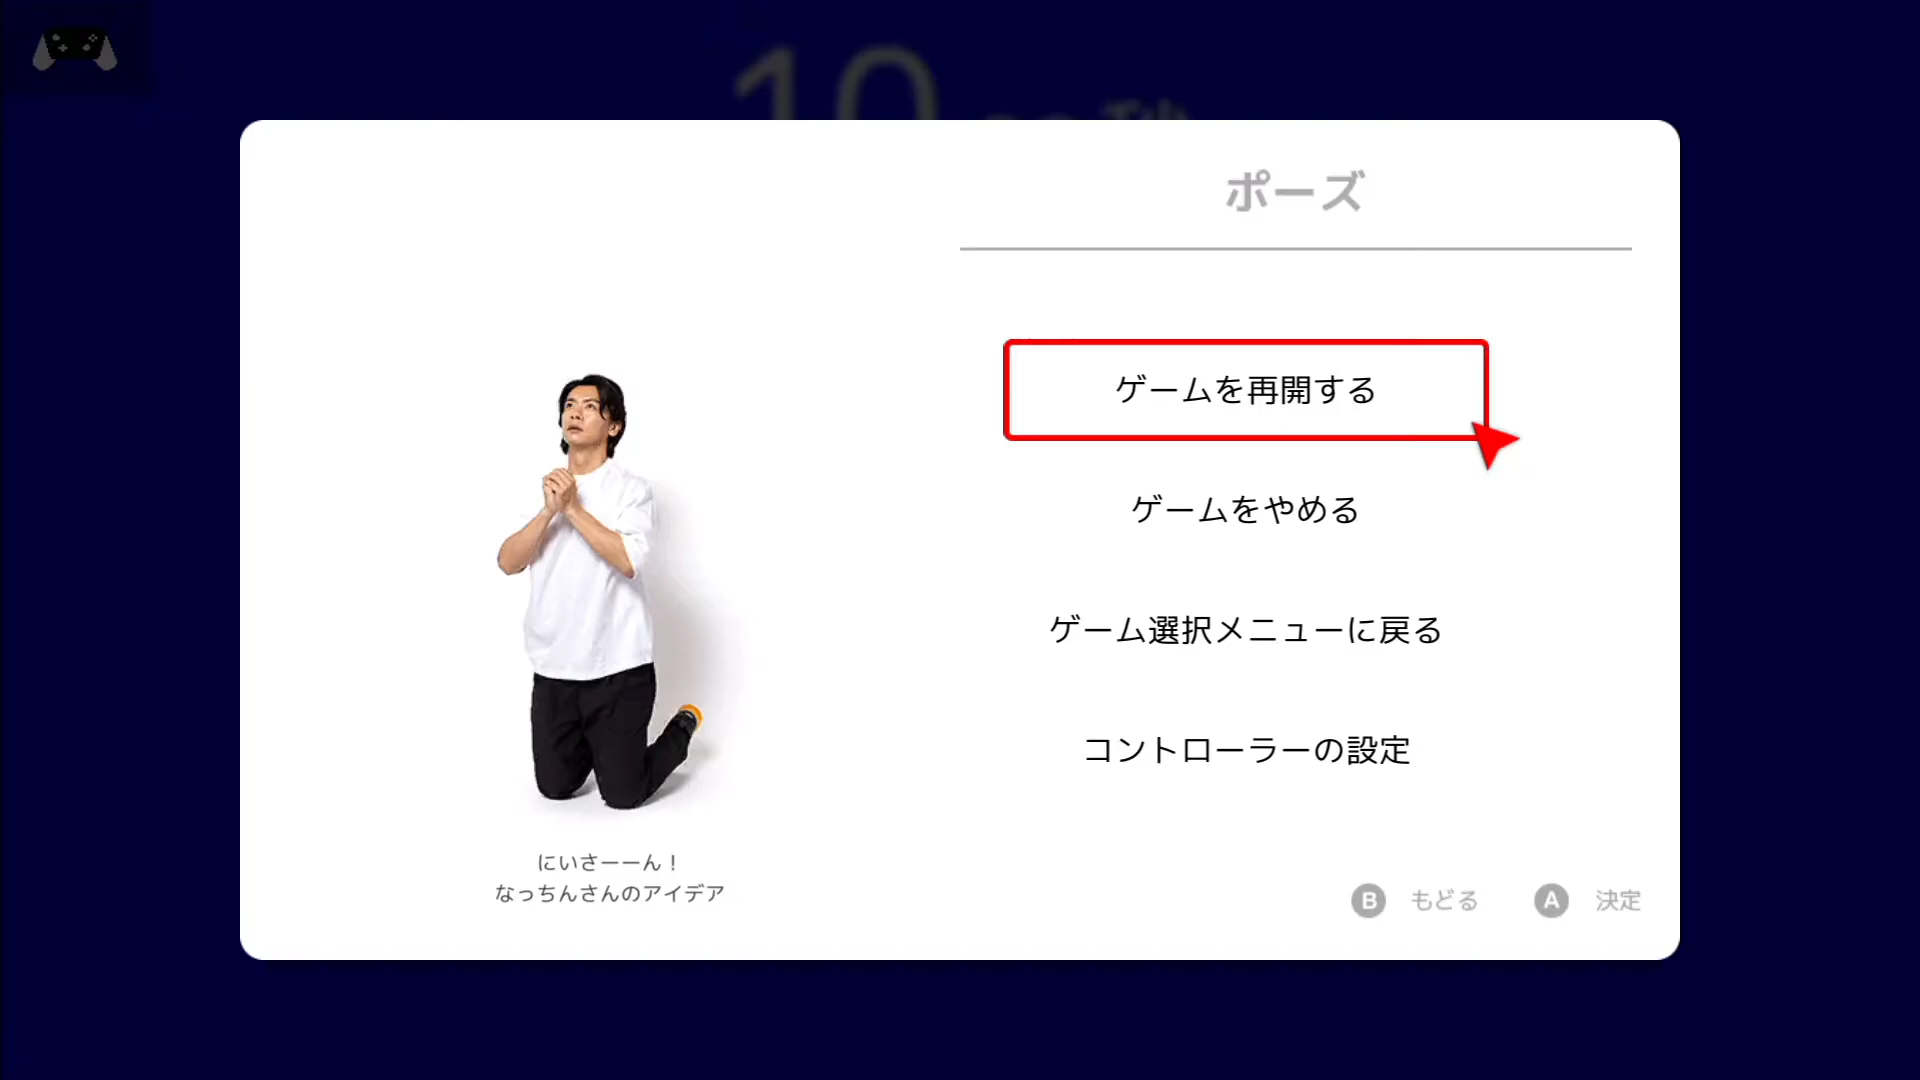 10
ポーズ
ゲームを再開する
ゲームをやめる
ゲーム選択メニューに戻る
コントローラーの設定
にいさーーん！
なっちんさんのアイデア
B もどる A 決定